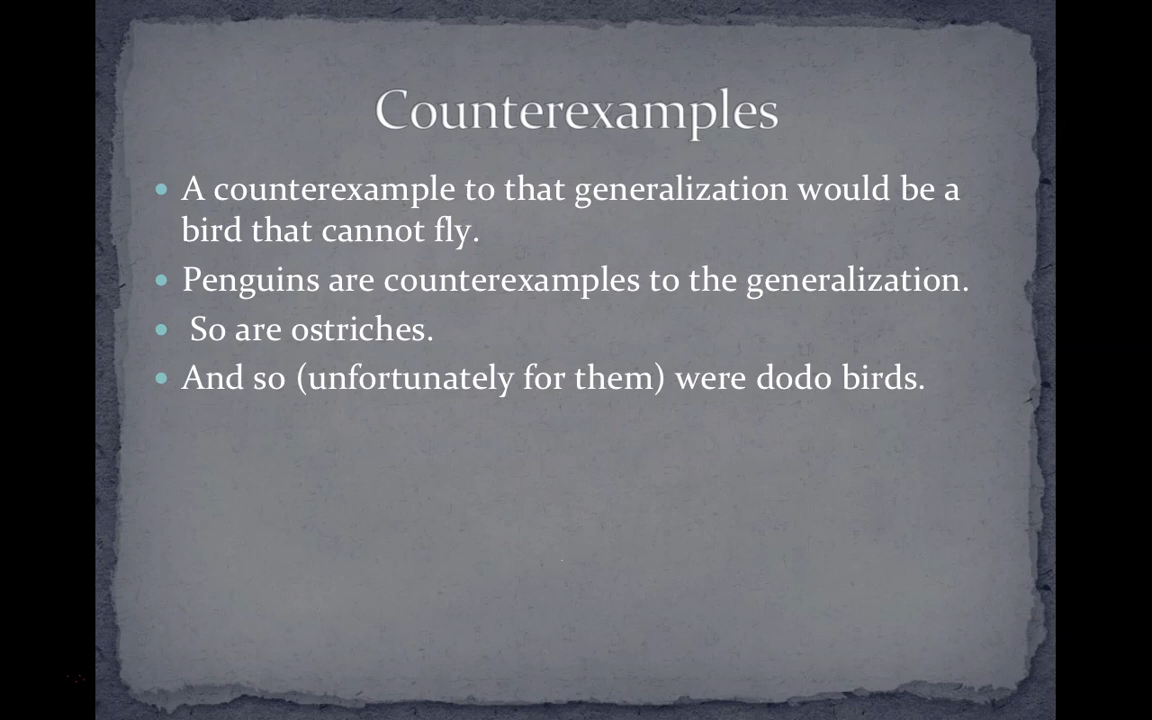 Counterexamples
• A counterexample to that generalization would be a
bird that cannot fly.
• Penguins are counterexamples to the generalization.
• So are ostriches.
• And so (unfortunately for them) were dodo birds.